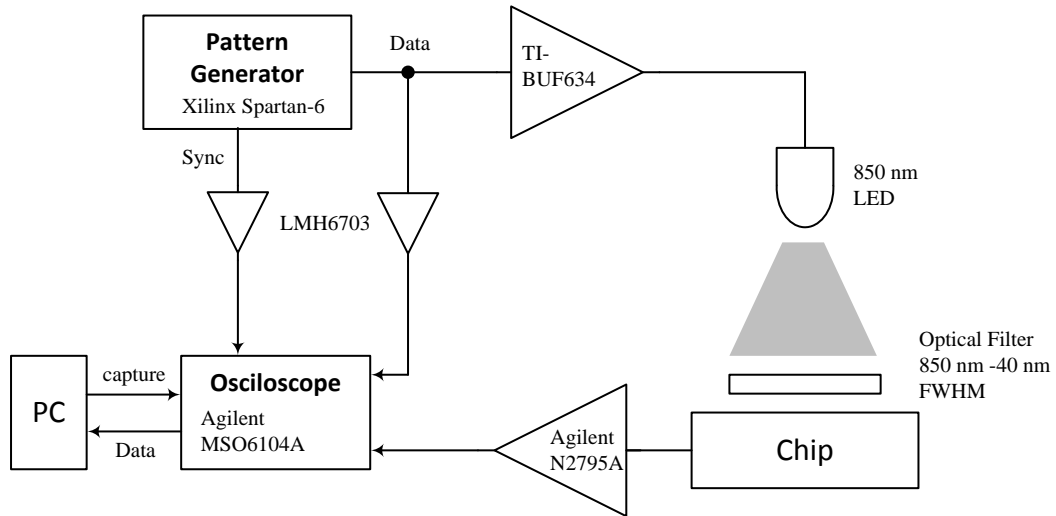 Pattern
Generator
Xilinx Spartan-6
Data
TI-
BUF634
Sync
LMH6703
850 nm
LED
Optical Filter
850 nm -40 nm
FWHM
PC
capture
Data
Osciloscope
Agilent
MSO6104A
Agilent
N2795A
Chip